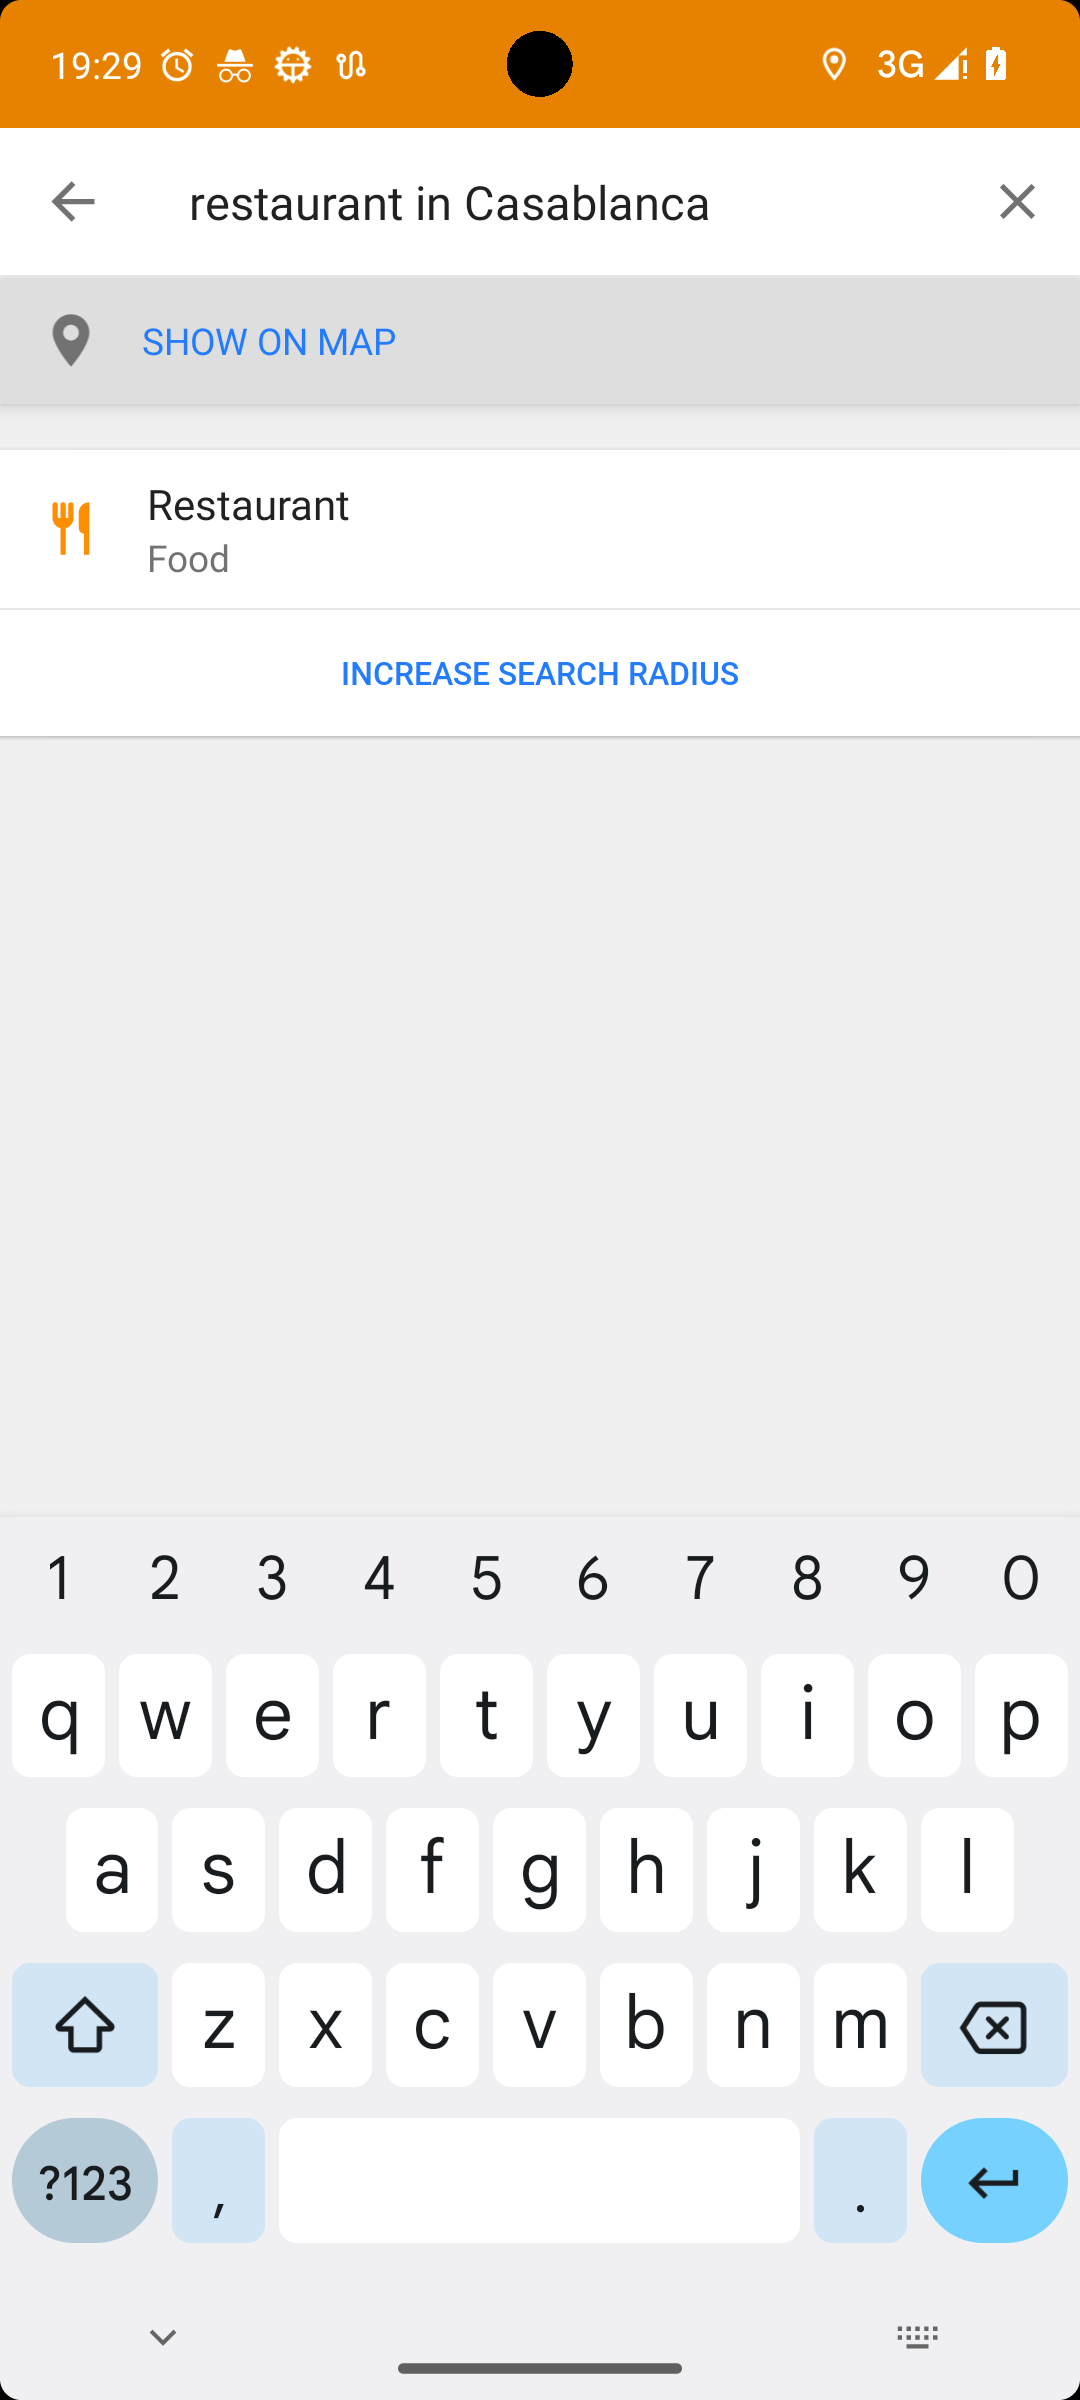 19:29
3G
restaurant in Casablanca
SHOW ON MAP
Restaurant
Food
INCREASE SEARCH RADIUS
1 2 3 4 5 6 7 8 9 0
q w e r t y u i o p
a s d f g h j k l
z x c v b n m
?123 , .